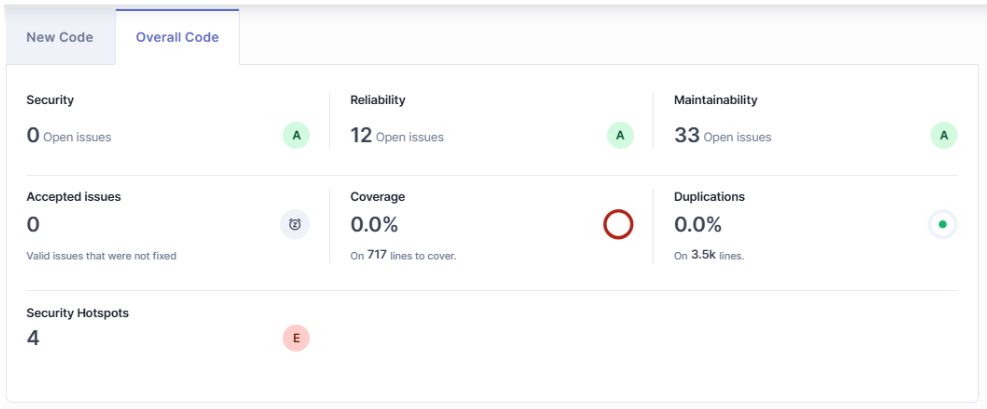 New Code
Overall Code
Security
0 Open issues
A
Reliability
12 Open issues
A
Maintainability
33 Open issues
A
Accepted issues
0
Valid issues that were not fixed
Coverage
0.0%
On 717 lines to cover.
Duplications
0.0%
On 3.5k lines.
Security Hotspots
4
E